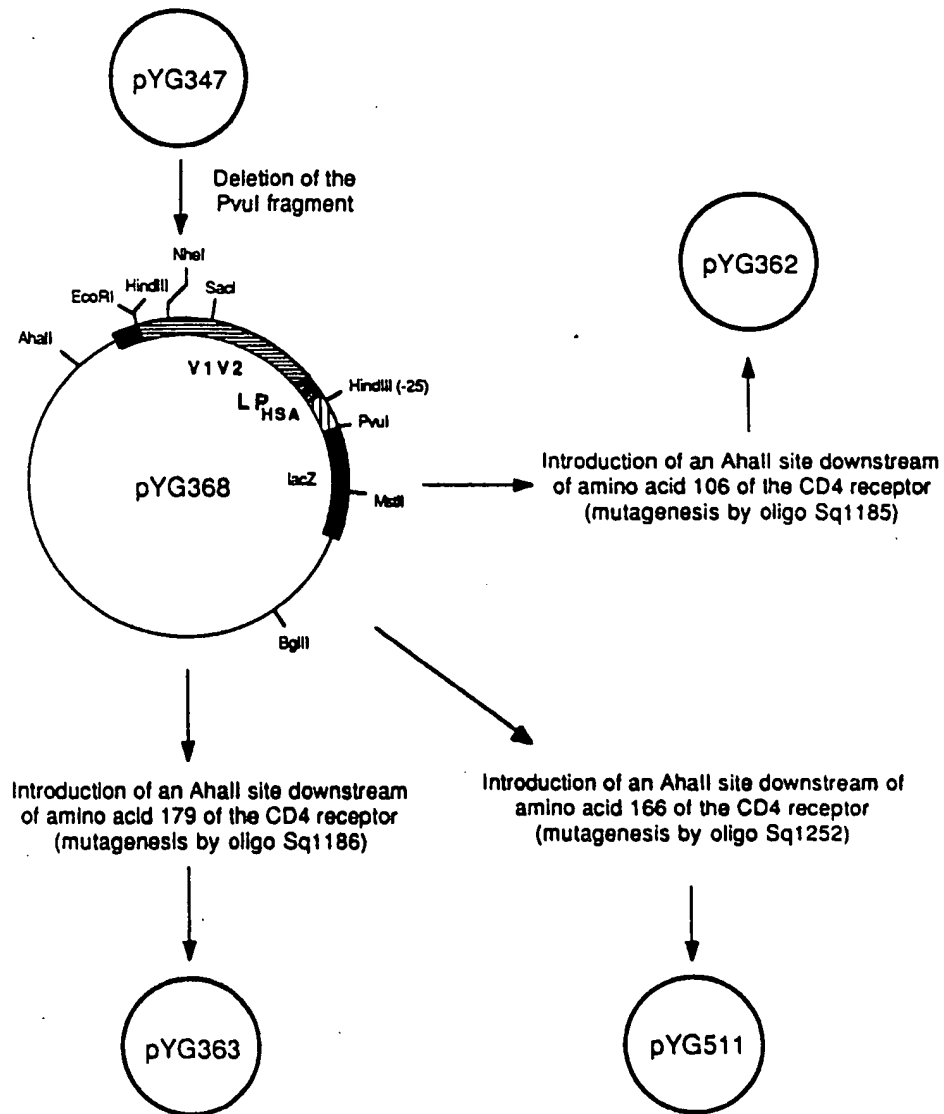 pYG347
Deletion of the
PvuI fragment
NheI
HindIII
SacI
EcoRI
AhaII
pYG362
V1V2
HindIII (-25)
LP HSA
PvuI
Introduction of an AhaII site downstream
of amino acid 106 of the CD4 receptor
(mutagenesis by oligo Sq1185)
pYG368
lacZ
MstII
BglII
Introduction of an AhaII site downstream
of amino acid 179 of the CD4 receptor
(mutagenesis by oligo Sq1186)
Introduction of an AhaII site downstream of
amino acid 166 of the CD4 receptor
(mutagenesis by oligo Sq1252)
pYG363
pYG511